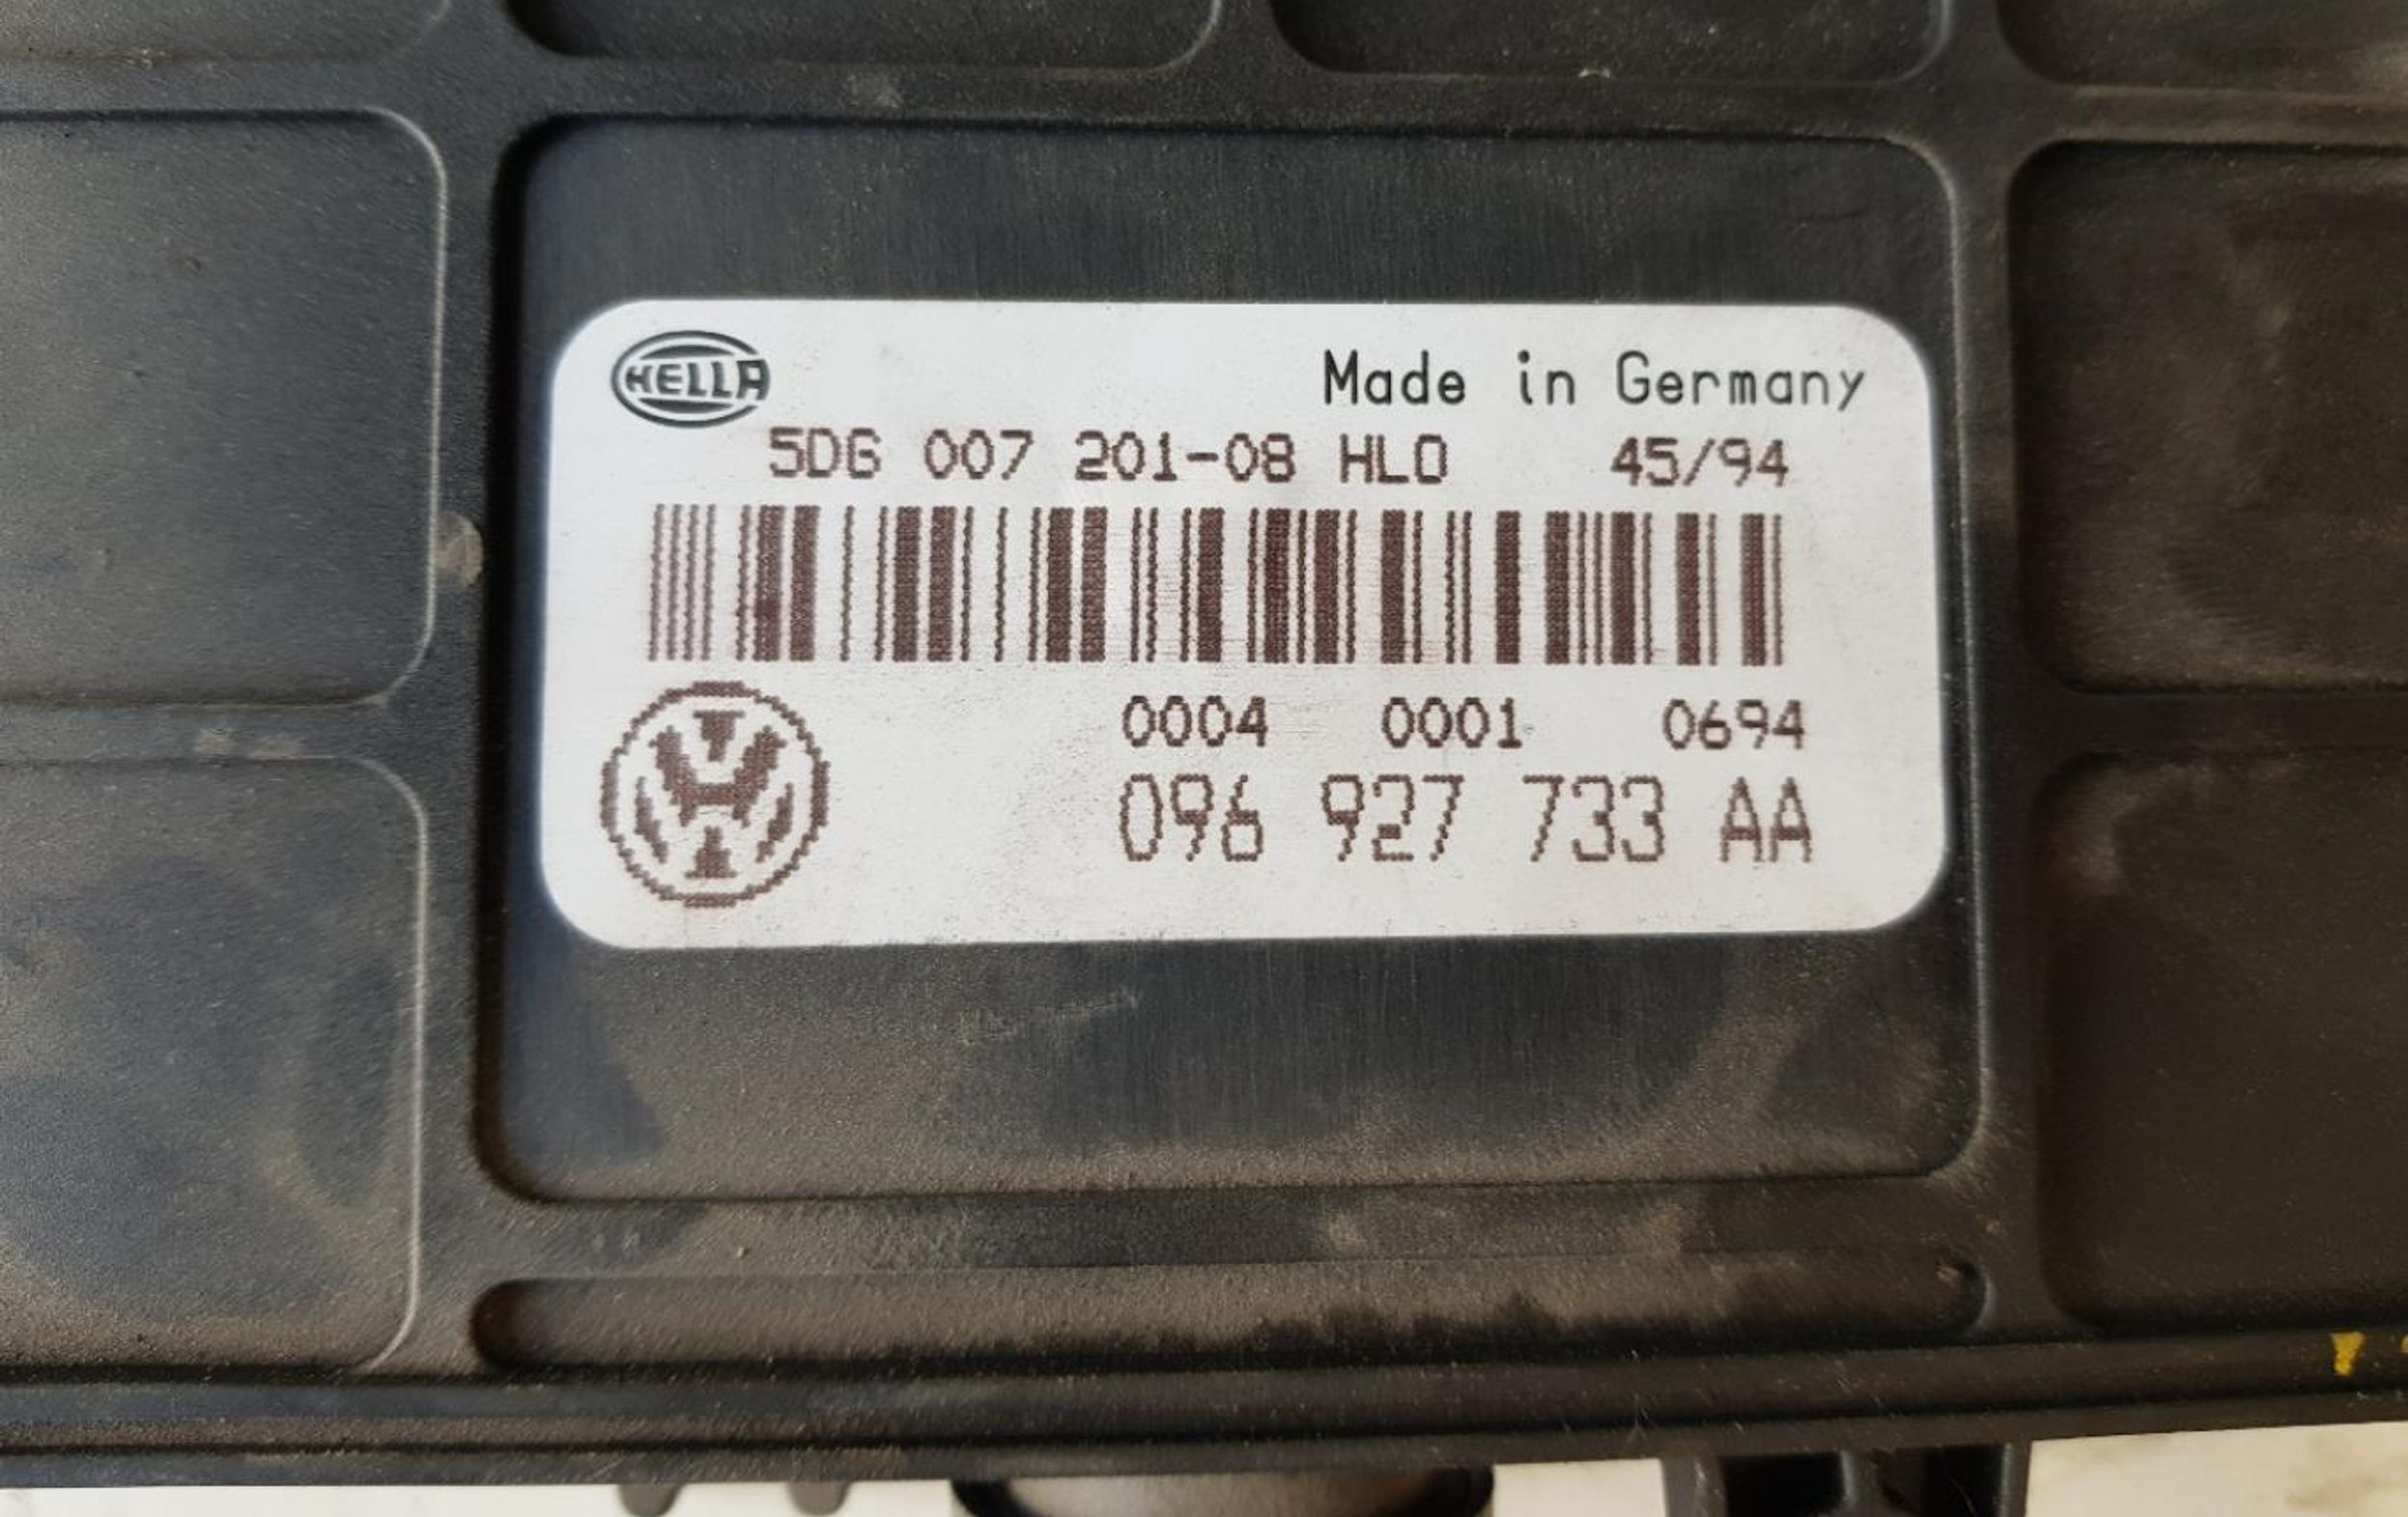 HELLA
Made in Germany
5DG 007 201-08 HLO 45/94
0004 0001 0694
096 927 733 AA